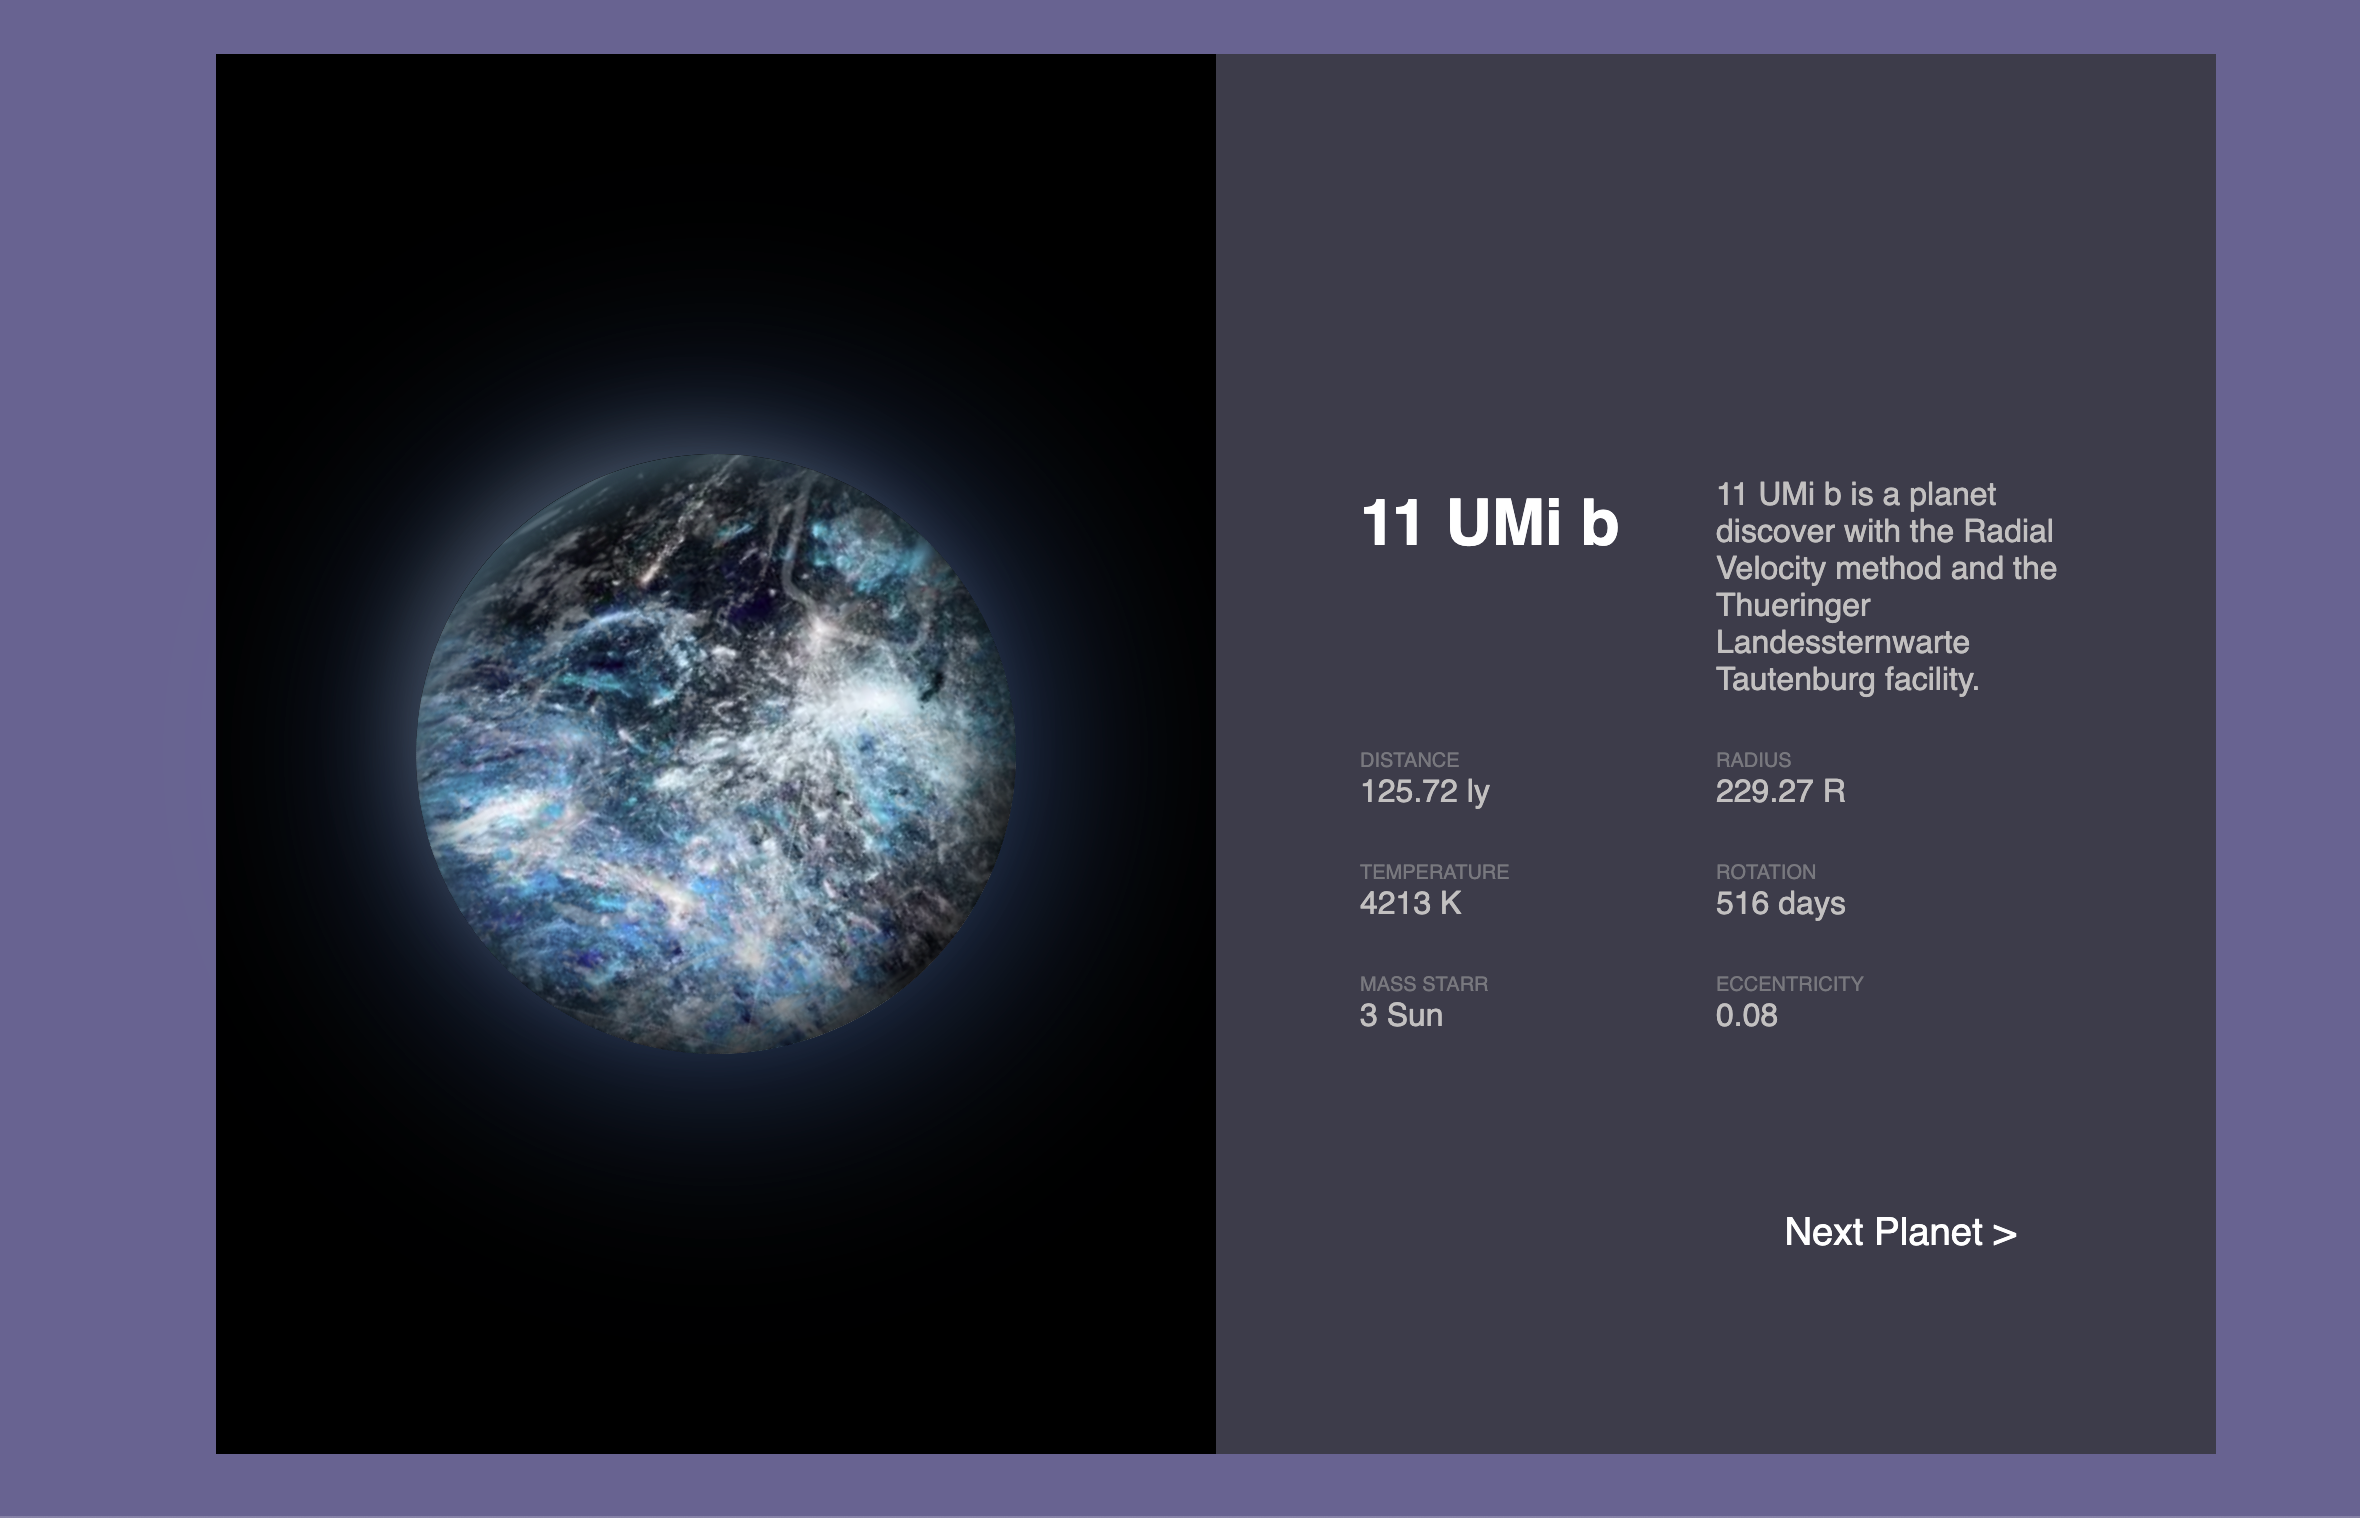 11 UMi b
11 UMi b is a planet
discover with the Radial
Velocity method and the
Thueringer
Landessternwarte
Tautenburg facility.
DISTANCE
125.72 ly
RADIUS
229.27 R
TEMPERATURE
4213 K
ROTATION
516 days
MASS STARR
3 Sun
ECCENTRICITY
0.08
Next Planet >